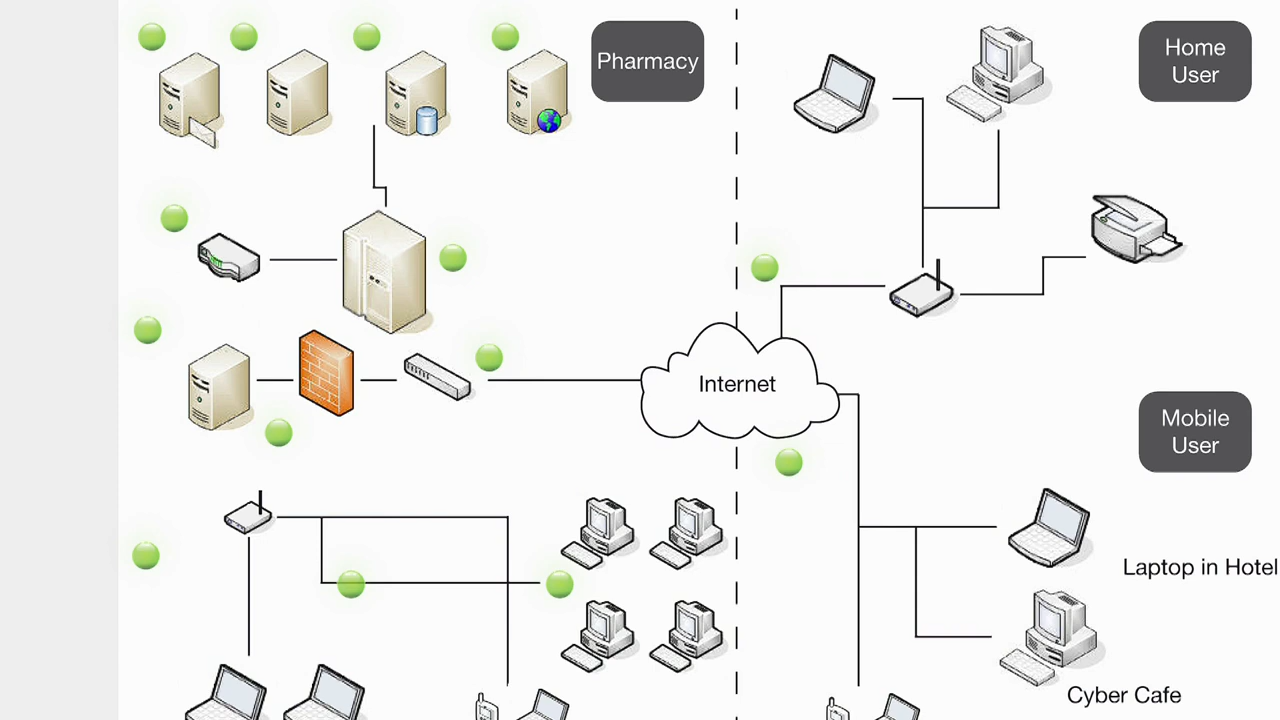 Pharmacy
Home
User
Internet
Mobile
User
Laptop in Hotel
Cyber Cafe